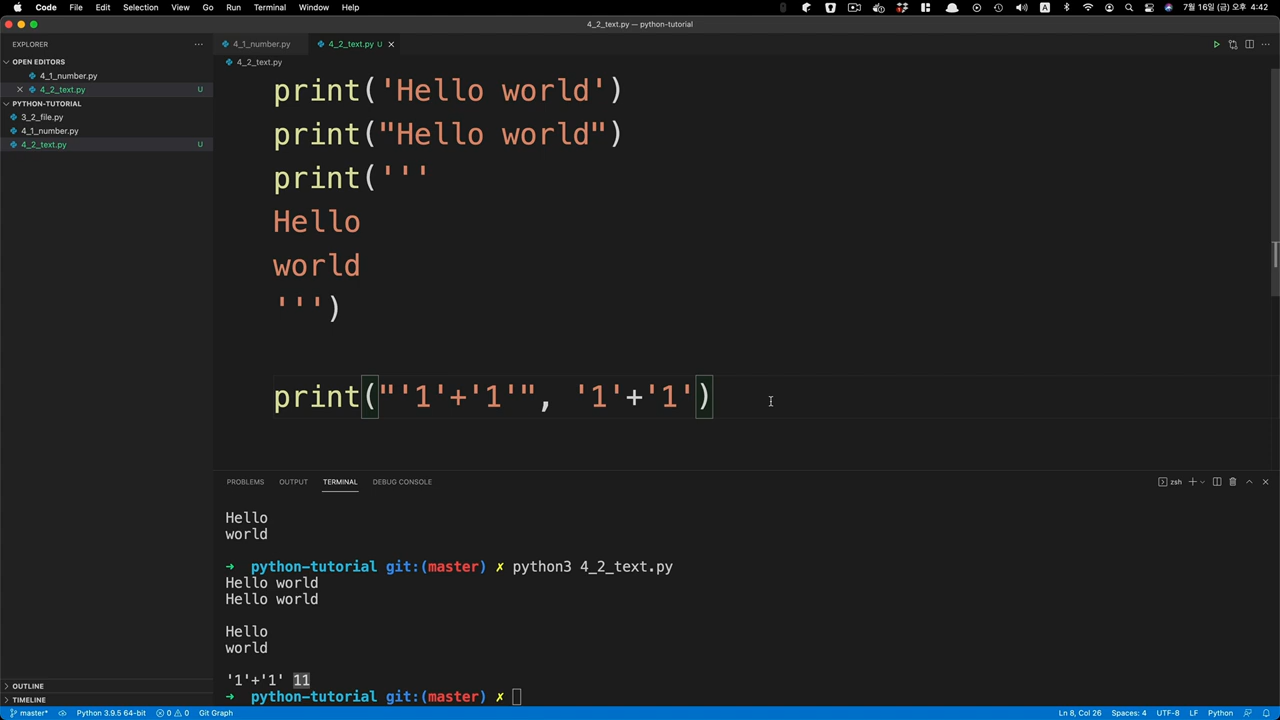 Code File Edit Selection View Go Run Terminal Window Help A 7월 16일 (금) 오후 4:42
4_2_text.py — python-tutorial
EXPLORER
OPEN EDITORS
4_1_number.py
4_2_text.py U
PYTHON-TUTORIAL
3_2_file.py
4_1_number.py
4_2_text.py U
OUTLINE
TIMELINE
4_1_number.py 4_2_text.py U
4_2_text.py
print('Hello world')
print("Hello world")
print('''
Hello
world
''')
print("'1'+'1'", '1'+'1')
PROBLEMS OUTPUT TERMINAL DEBUG CONSOLE zsh
Hello
world
➜ python-tutorial git:(master) ✗ python3 4_2_text.py
Hello world
Hello world
Hello
world
'1'+'1' 11
➜ python-tutorial git:(master) ✗
master* Python 3.9.5 64-bit 0 0 Git Graph Ln 8, Col 26 Spaces: 4 UTF-8 LF Python